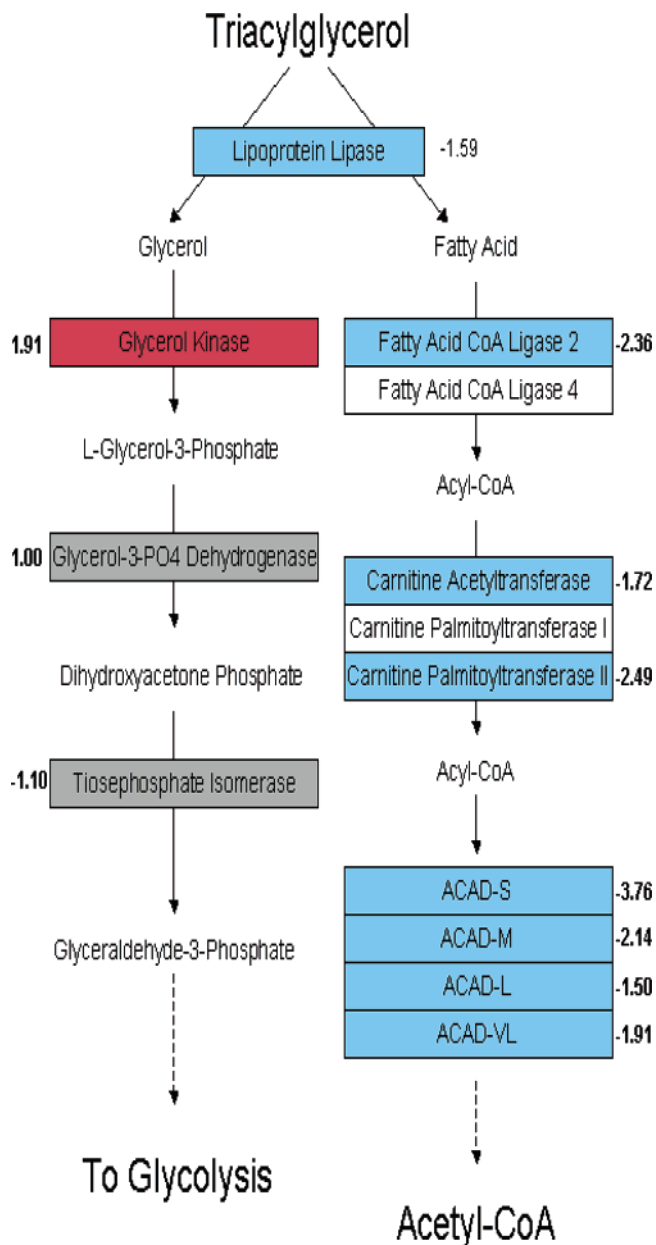 Triacylglycerol
Lipoprotein Lipase -1.59
Glycerol Fatty Acid
1.91 Glycerol Kinase Fatty Acid CoA Ligase 2 -2.36
Fatty Acid CoA Ligase 4
L-Glycerol-3-Phosphate
Acyl-CoA
1.00 Glycerol-3-PO4 Dehydrogenase Carnitine Acetyltransferase -1.72
Carnitine Palmitoyltransferase I
Dihydroxyacetone Phosphate Carnitine Palmitoyltransferase II -2.49
-1.10 Tiosephosphate Isomerase Acyl-CoA
ACAD-S -3.76
ACAD-M -2.14
Glyceraldehyde-3-Phosphate
ACAD-L -1.50
ACAD-VL -1.91
To Glycolysis
Acetyl-CoA